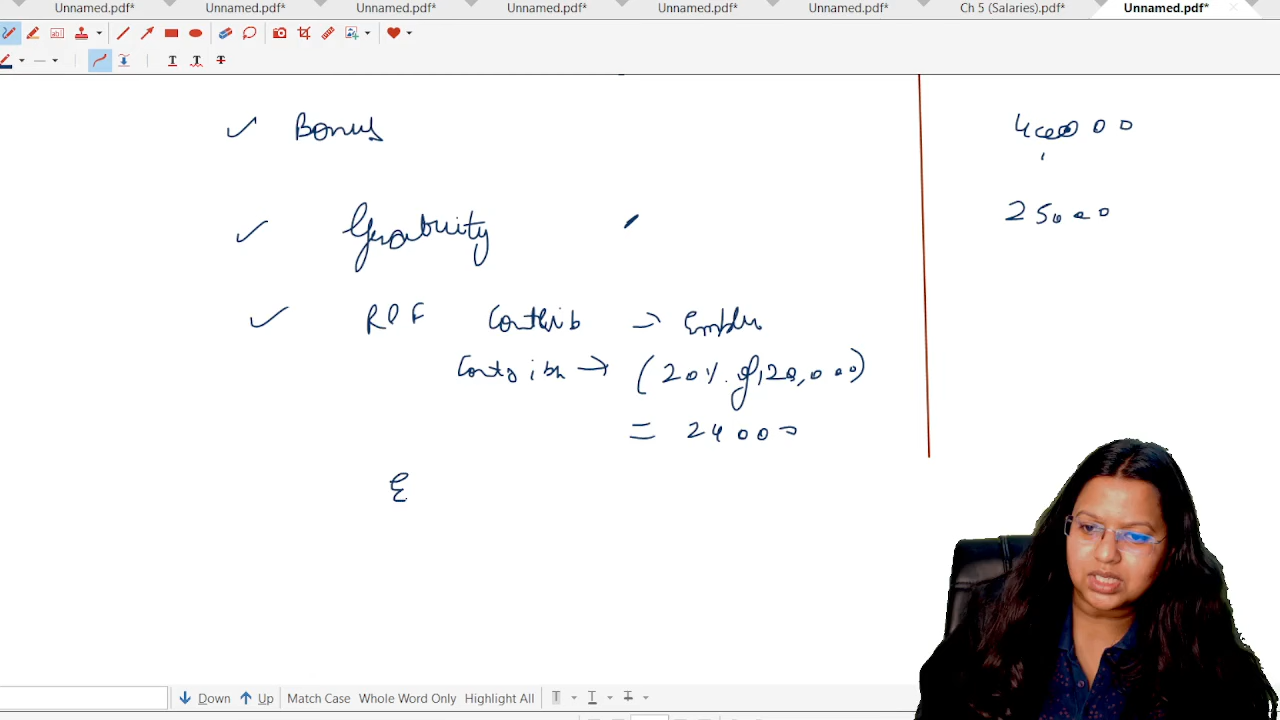 Unnamed.pdf* Unnamed.pdf* Unnamed.pdf* Unnamed.pdf* Unnamed.pdf* Unnamed.pdf* Ch 5 (Salaries).pdf* Unnamed.pdf*
✓ Bonus
✓ Gratuity
✓ RPF Contrib → Emplr
(20% of 120,000)
= 24000
E
400000
25000
Down Up Match Case Whole Word Only Highlight All